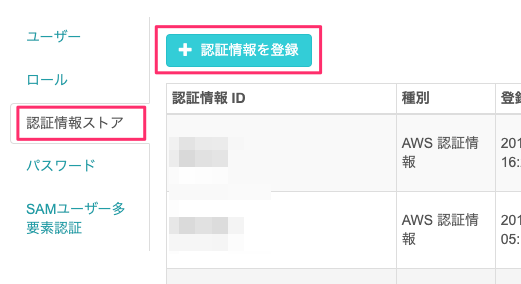 ユーザー
ロール
認証情報ストア
パスワード
SAMユーザー多
要素認証
+ 認証情報を登録
認証情報 ID 種別 登録
AWS 認証情 201
報 16:
AWS 認証情 201
報 05: